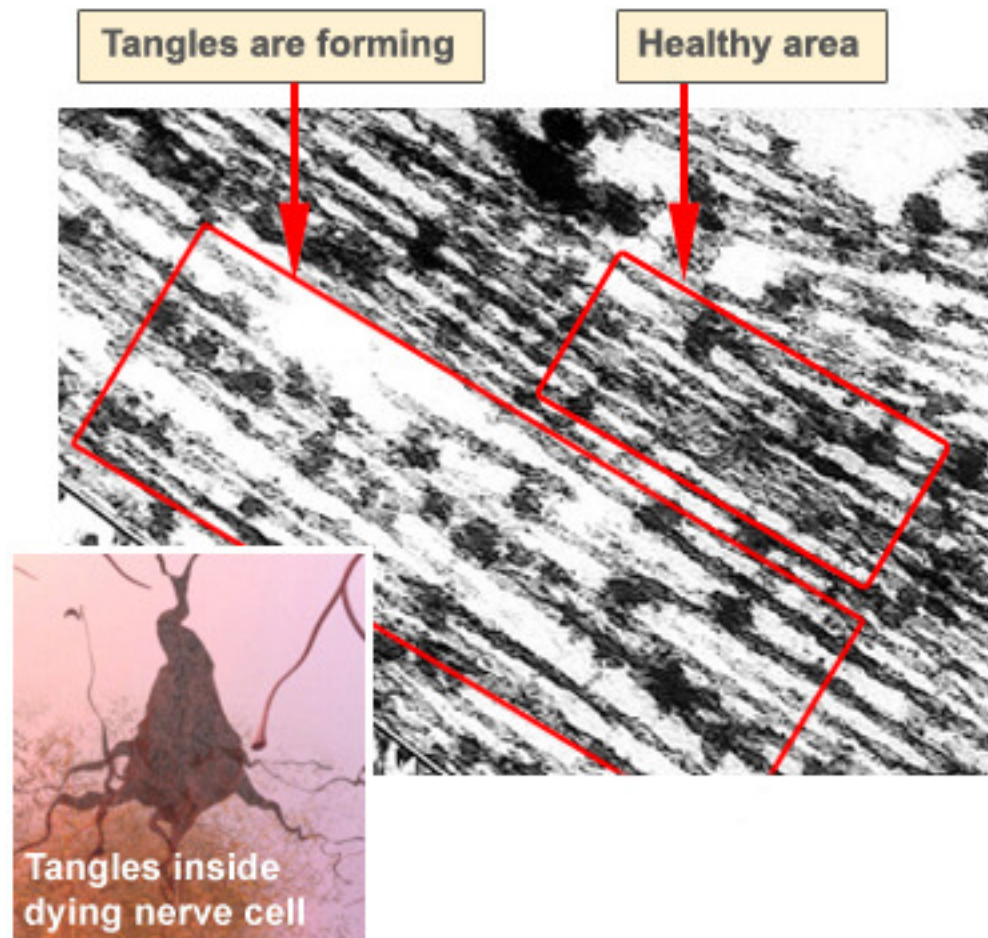 Tangles are forming
Healthy area
Tangles inside
dying nerve cell